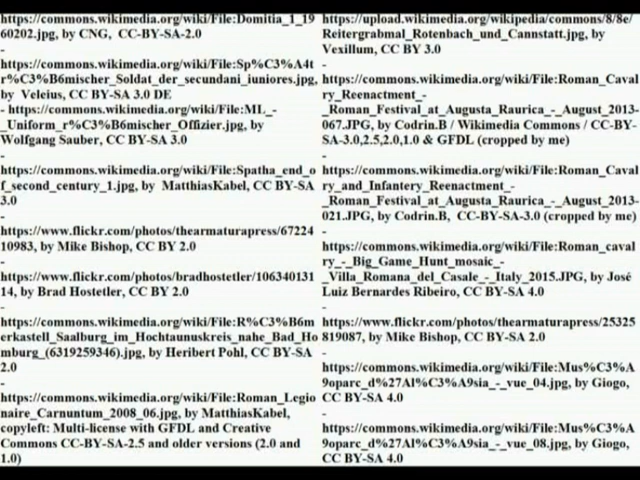 https://commons.wikimedia.org/wiki/File:Domitia_1_19
60202.jpg, by CNG, CC-BY-SA-2.0
-
https://commons.wikimedia.org/wiki/File:Sp%C3%A4t
r%C3%B6mischer_Soldat_der_secundani_iuniores.jpg,
by Veleius, CC BY-SA 3.0 DE
- https://commons.wikimedia.org/wiki/File:ML_-
_Uniform_r%C3%B6mischer_Offizier.jpg, by
Wolfgang Sauber, CC BY-SA 3.0
-
https://commons.wikimedia.org/wiki/File:Spatha_end_o
f_second_century_1.jpg, by MatthiasKabel, CC BY-SA
3.0
-
https://www.flickr.com/photos/thearmaturapress/67224
10983, by Mike Bishop, CC BY 2.0
-
https://www.flickr.com/photos/bradhostetler/106340131
14, by Brad Hostetler, CC BY 2.0
-
https://commons.wikimedia.org/wiki/File:R%C3%B6m
erkastell_Saalburg_im_Hochtaunuskreis_nahe_Bad_Ho
mburg_(6319259346).jpg, by Heribert Pohl, CC BY-SA
2.0
-
https://commons.wikimedia.org/wiki/File:Roman_Legio
naire_Carnuntum_2008_06.jpg, by MatthiasKabel,
copyleft: Multi-license with GFDL and Creative
Commons CC-BY-SA-2.5 and older versions (2.0 and
1.0)
https://upload.wikimedia.org/wikipedia/commons/8/8e/
Reitergrabmal_Rotenbach_und_Cannstatt.jpg, by
Vexillum, CC BY 3.0
-
https://commons.wikimedia.org/wiki/File:Roman_Caval
ry_Reenactment_-
_Roman_Festival_at_Augusta_Raurica_-_August_2013-
067.JPG, by Codrin.B / Wikimedia Commons / CC-BY-
SA-3.0,2.5,2.0,1.0 & GFDL (cropped by me)
-
https://commons.wikimedia.org/wiki/File:Roman_Caval
ry_and_Infantry_Reenactment_-
_Roman_Festival_at_Augusta_Raurica_-_August_2013-
021.JPG, by Codrin.B, CC-BY-SA-3.0 (cropped by me)
-
https://commons.wikimedia.org/wiki/File:Roman_caval
ry_-_Big_Game_Hunt_mosaic_-
_Villa_Romana_del_Casale_-_Italy_2015.JPG, by José
Luiz Bernardes Ribeiro, CC BY-SA 4.0
-
https://www.flickr.com/photos/thearmaturapress/25325
819087, by Mike Bishop, CC BY-SA 2.0
-
https://commons.wikimedia.org/wiki/File:Mus%C3%A
9oparc_d%27Al%C3%A9sia_-_vue_04.jpg, by Giogo,
CC BY-SA 4.0
-
https://commons.wikimedia.org/wiki/File:Mus%C3%A
9oparc_d%27Al%C3%A9sia_-_vue_08.jpg, by Giogo,
CC BY-SA 4.0